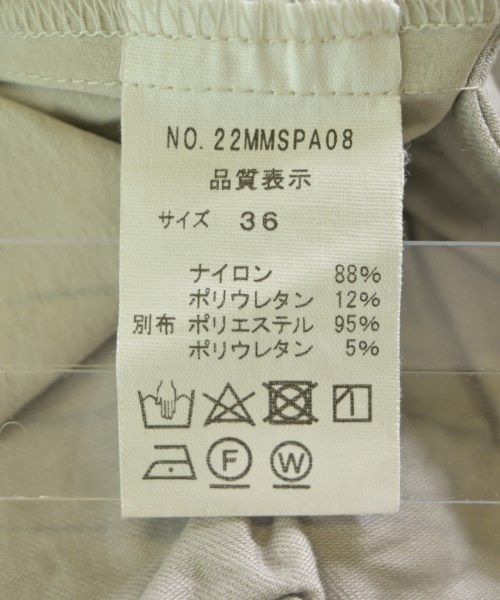 NO.22MMSPA08
品質表示
サイズ 36
ナイロン 88%
ポリウレタン 12%
別布 ポリエステル 95%
ポリウレタン 5%
F W